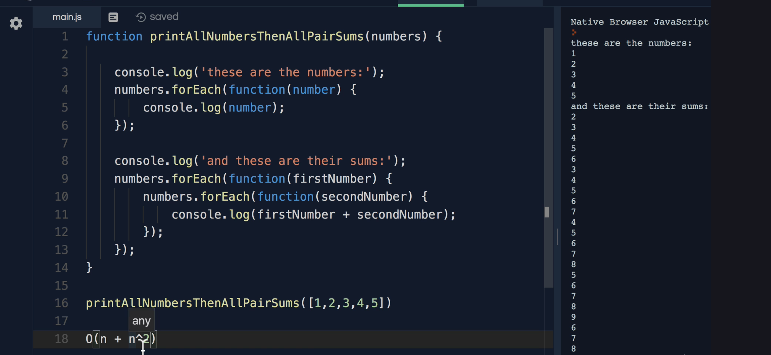 main.js saved
1 function printAllNumbersThenAllPairSums(numbers) {
2
3 console.log('these are the numbers:');
4 numbers.forEach(function(number) {
5 console.log(number);
6 });
7
8 console.log('and these are their sums:');
9 numbers.forEach(function(firstNumber) {
10 numbers.forEach(function(secondNumber) {
11 console.log(firstNumber + secondNumber);
12 });
13 });
14 }
15
16 printAllNumbersThenAllPairSums([1,2,3,4,5])
17
any
18 O(n + n^2)
Native Browser JavaScript
>
these are the numbers:
1
2
3
4
5
and these are their sums:
2
3
4
5
6
3
4
5
6
7
4
5
6
7
8
5
6
7
8
9
6
7
8